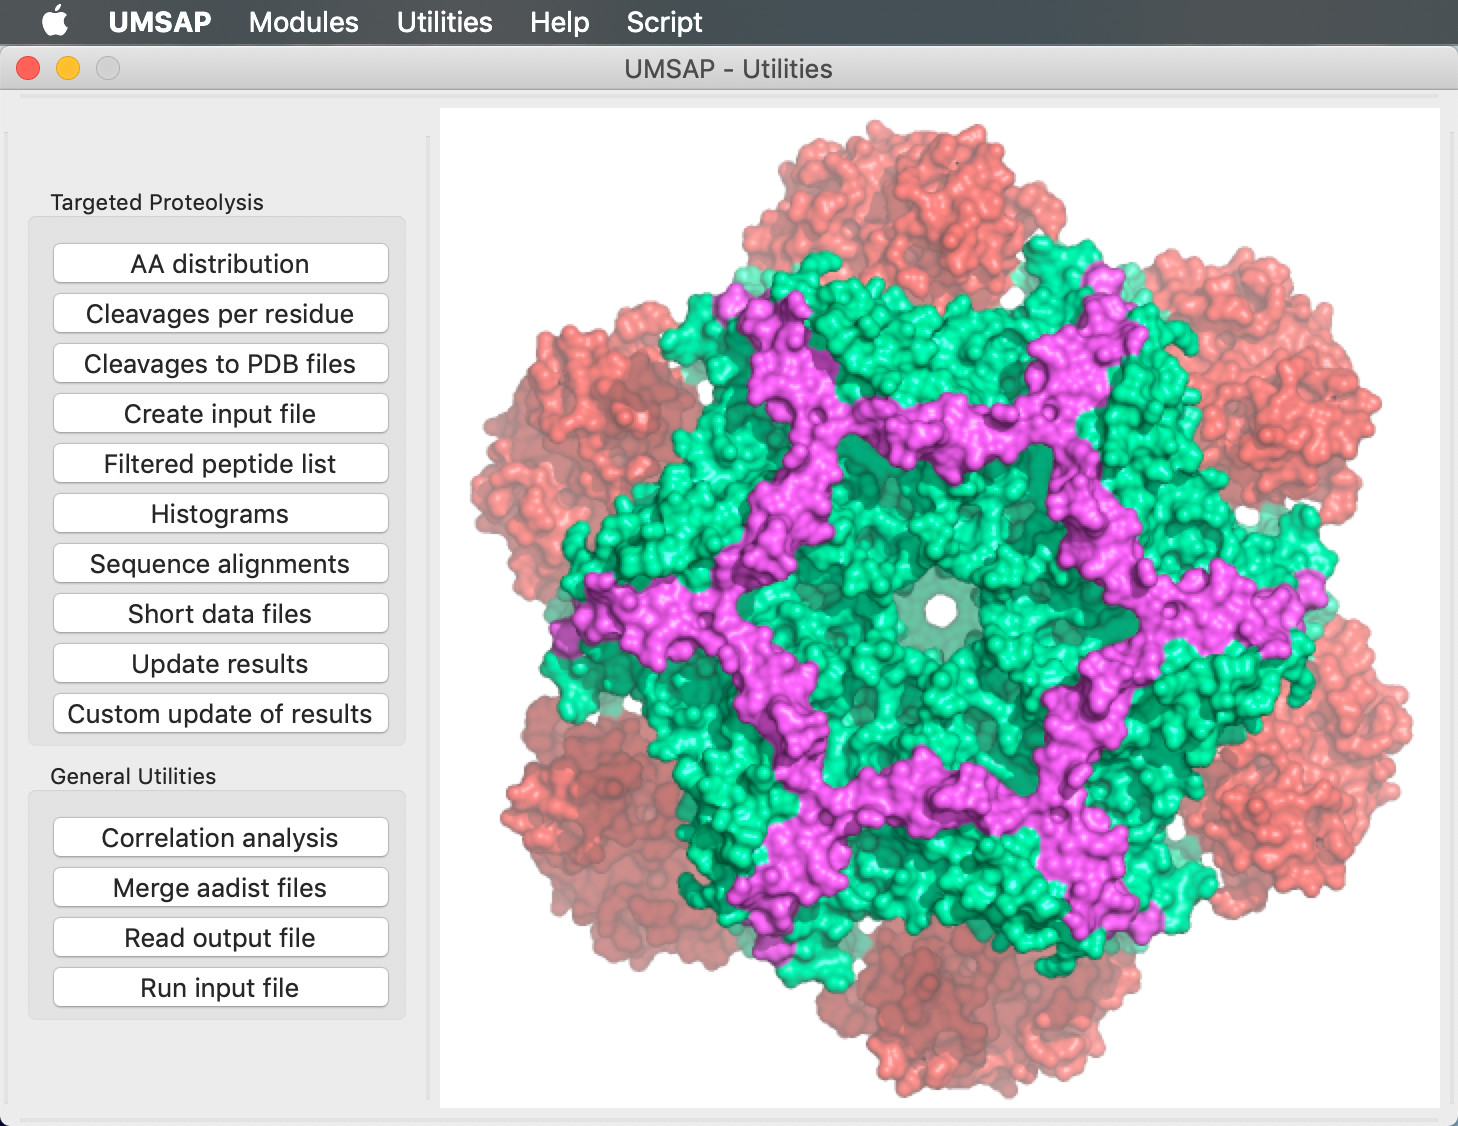 UMSAP Modules Utilities Help Script
UMSAP - Utilities
Targeted Proteolysis
AA distribution
Cleavages per residue
Cleavages to PDB files
Create input file
Filtered peptide list
Histograms
Sequence alignments
Short data files
Update results
Custom update of results
General Utilities
Correlation analysis
Merge aadist files
Read output file
Run input file